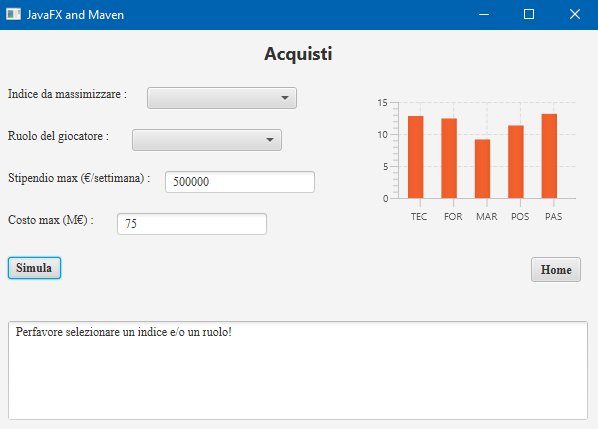 JavaFX and Maven
Acquisti
Indice da massimizzare :
Ruolo del giocatore :
Stipendio max (€/settimana) : 500000
Costo max (M€) : 75
15
10
5
0
TEC FOR MAR POS PAS
Simula
Home
Perfavore selezionare un indice e/o un ruolo!